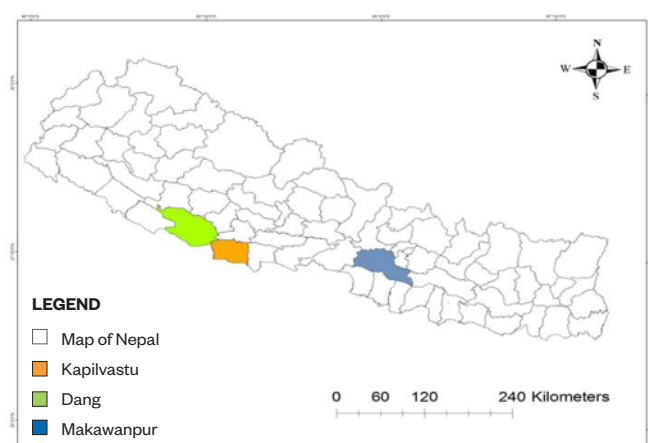 N
W E
S
LEGEND
Map of Nepal
Kapilvastu
Dang
Makawanpur
0 60 120 240 Kilometers